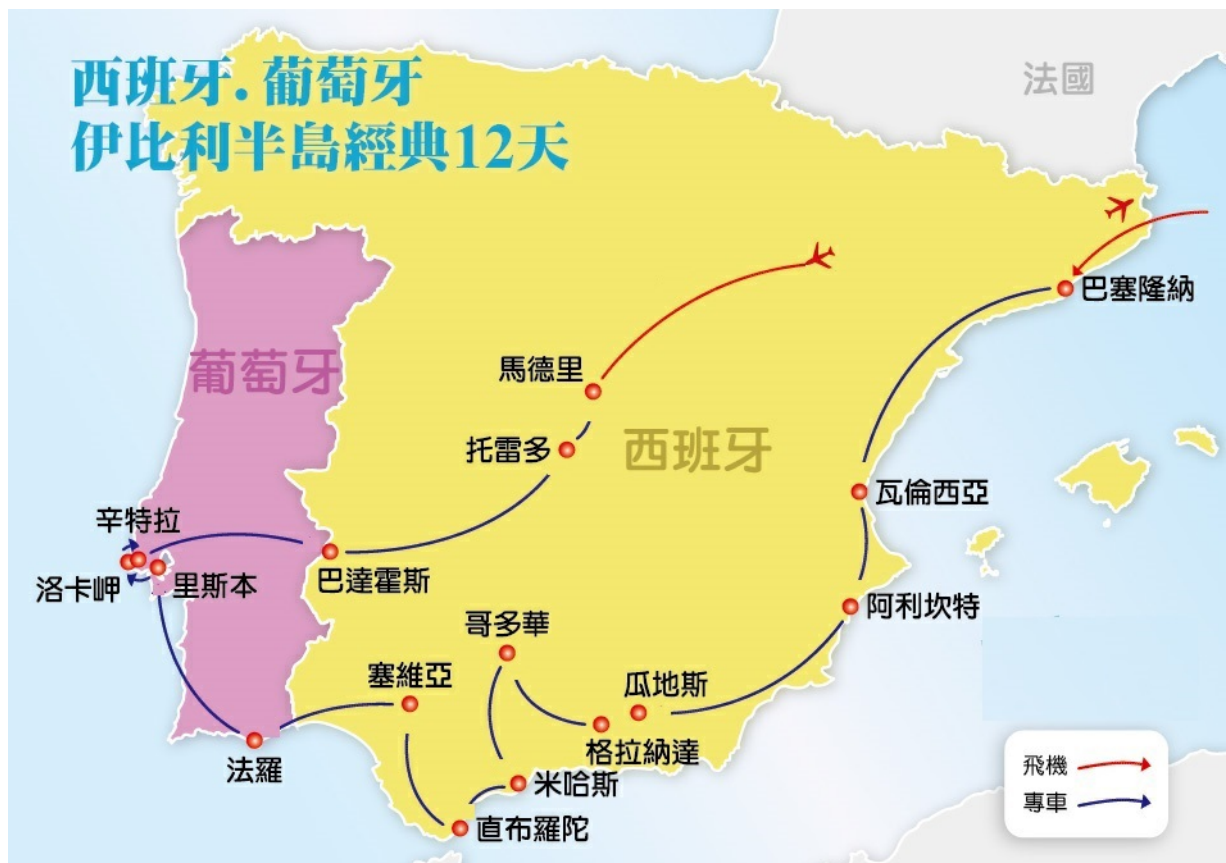 西班牙.葡萄牙
伊比利半島經典12天
法國
巴塞隆納
葡萄牙
馬德里
托雷多
西班牙
瓦倫西亞
辛特拉
洛卡岬
里斯本
巴達霍斯
阿利坎特
哥多華
塞維亞
瓜地斯
格拉納達
法羅
米哈斯
直布羅陀
飛機
專車